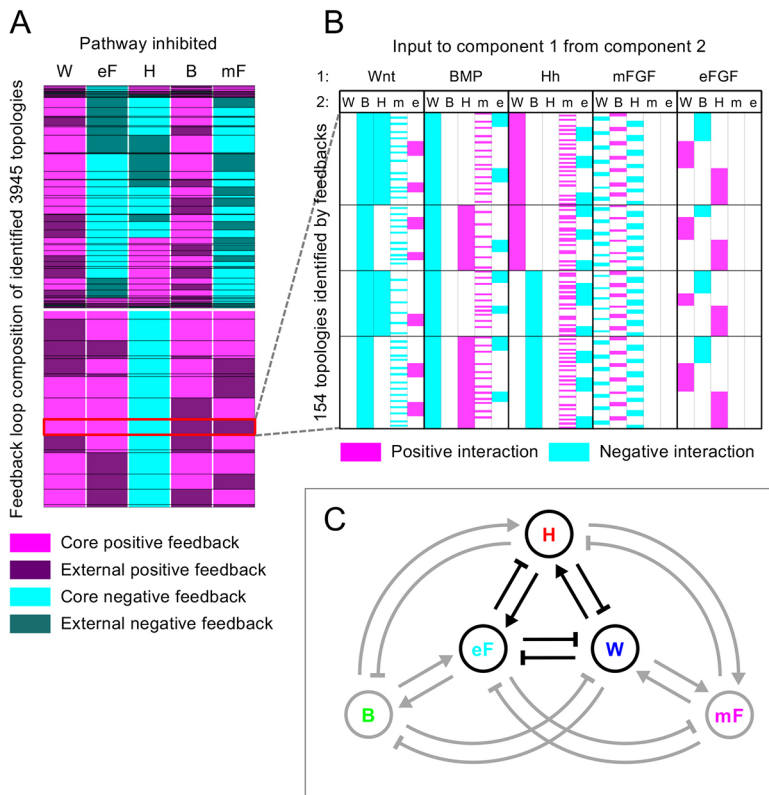 A
Pathway inhibited
W eF H B mF
Feedback loop composition of identified 3945 topologies
Core positive feedback
External positive feedback
Core negative feedback
External negative feedback
B
Input to component 1 from component 2
1: Wnt BMP Hh mFGF eFGF
2: W B H m e W B H m e W B H m e W B H m e W B H m e
154 topologies identified by feedbacks
Positive interaction Negative interaction
C
H
eF W
B mF